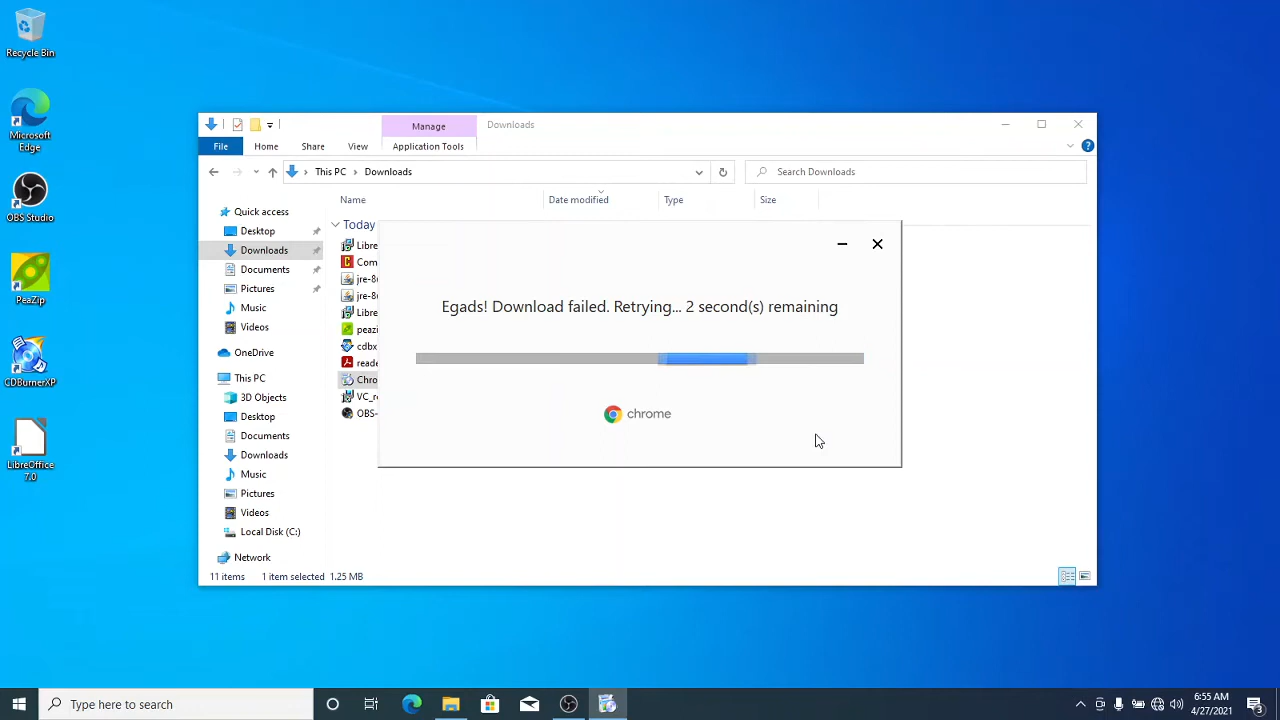 Recycle Bin
Microsoft
Edge
OBS Studio
PeaZip
CDBurnerXP
LibreOffice
7.0
Manage
Downloads
File
Home
Share
View
Application Tools
This PC
Downloads
Search Downloads
Name
Date modified
Type
Size
Quick access
Desktop
Downloads
Documents
Pictures
Music
Videos
OneDrive
This PC
3D Objects
Desktop
Documents
Downloads
Music
Pictures
Videos
Local Disk (C:)
Network
Today
Libre
Com
jre-8
jre-8
Libre
peazi
cdbx
reade
Chro
VC_r
OBS-
Egads! Download failed. Retrying... 2 second(s) remaining
chrome
11 items
1 item selected
1.25 MB
Type here to search
6:55 AM
4/27/2021
3